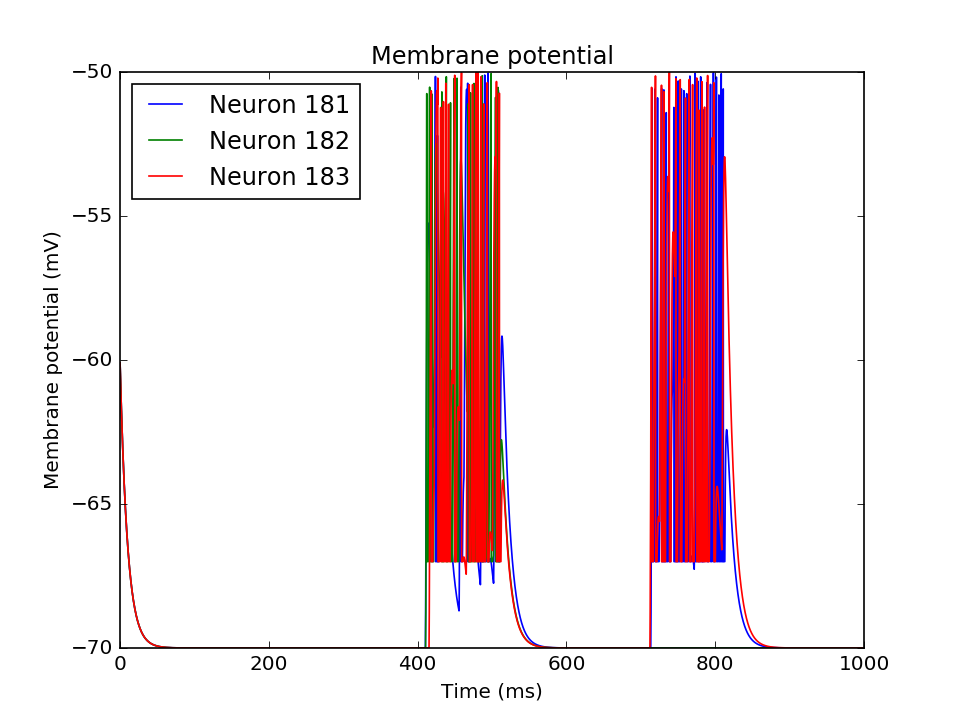 Membrane potential
Neuron 181
Neuron 182
Neuron 183
Membrane potential (mV)
−50
−55
−60
−65
−70
0 200 400 600 800 1000
Time (ms)